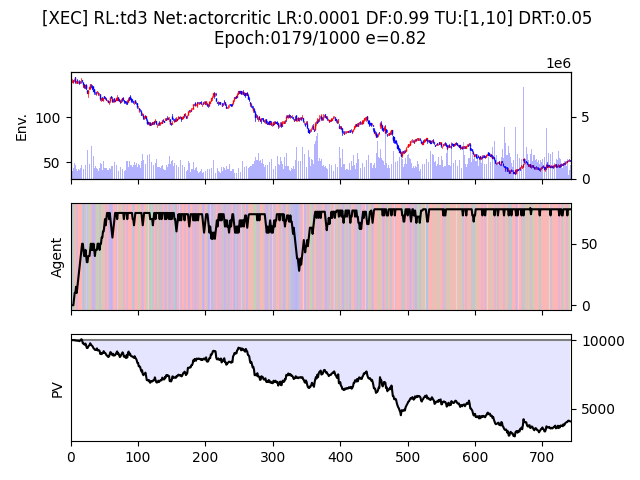 [XEC] RL:td3 Net:actorcritic LR:0.0001 DF:0.99 TU:[1,10] DRT:0.05
Epoch:0179/1000 e=0.82
1e6
Env.
100
50
5
0
Agent
50
0
PV
10000
5000
0 100 200 300 400 500 600 700